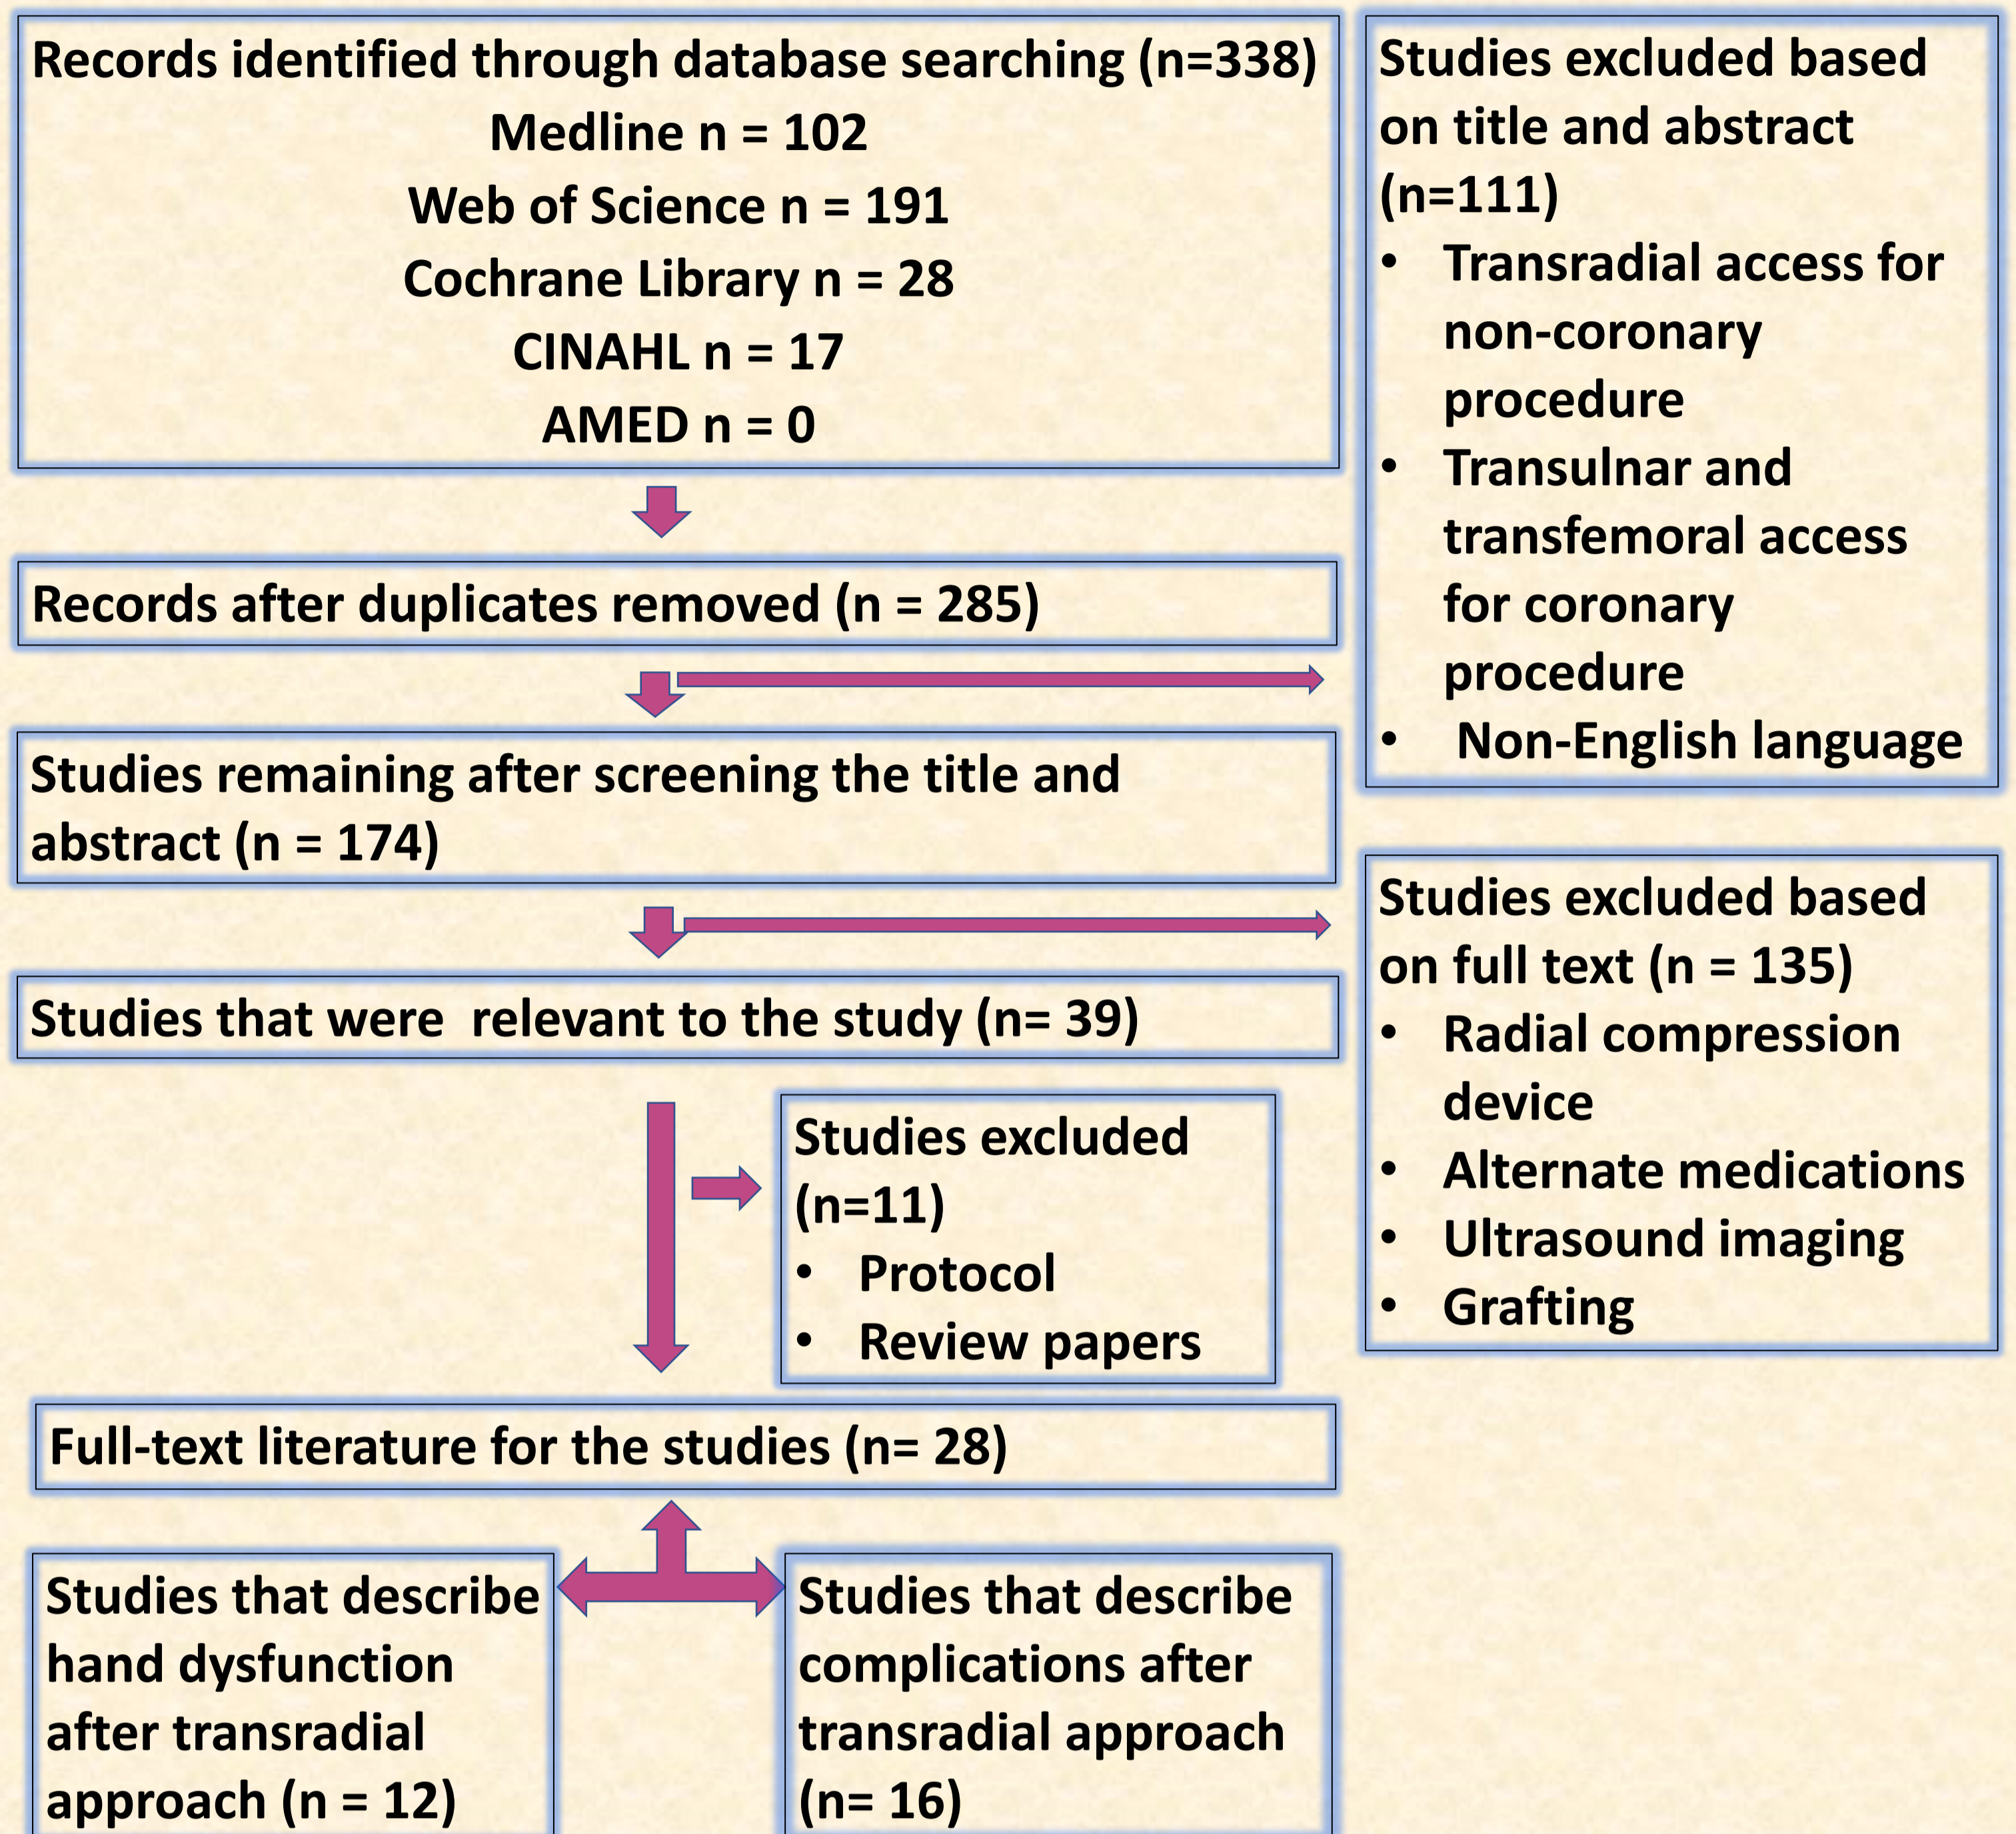 Records identified through database searching (n=338)
Medline n = 102
Web of Science n = 191
Cochrane Library n = 28
CINAHL n = 17
AMED n = 0
Studies excluded based
on title and abstract
(n=111)
• Transradial access for
non-coronary
procedure
• Transulnar and
transfemoral access
for coronary
procedure
• Non-English language
Records after duplicates removed (n = 285)
Studies remaining after screening the title and
abstract (n = 174)
Studies excluded based
on full text (n = 135)
• Radial compression
device
• Alternate medications
• Ultrasound imaging
• Grafting
Studies that were  relevant to the study (n= 39)
Studies excluded
(n=11)
• Protocol
• Review papers
Full-text literature for the studies (n= 28)
Studies that describe
hand dysfunction
after transradial
approach (n = 12)
Studies that describe
complications after
transradial approach
(n= 16)